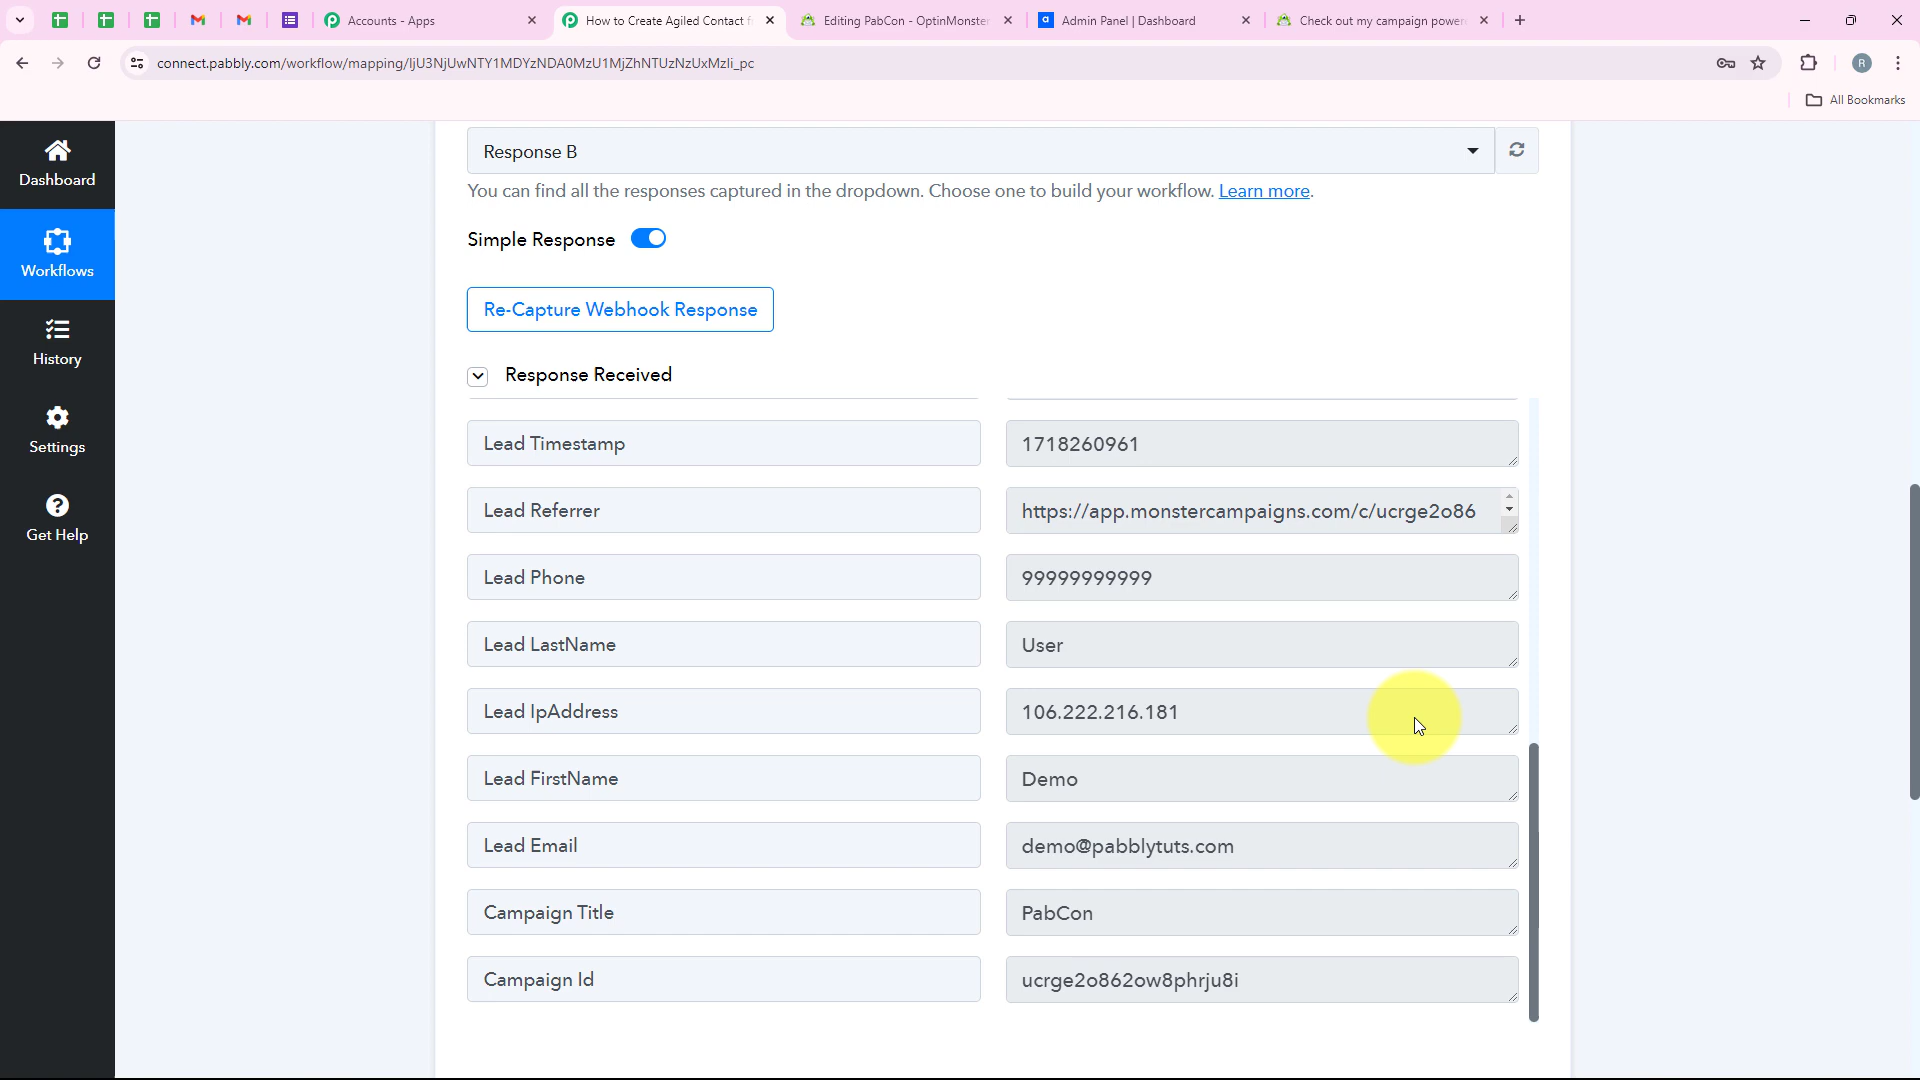 Accounts - Apps
How to Create Agiled Contact f
Editing PabCon - OptinMonster
Admin Panel | Dashboard
Check out my campaign power
connect.pabbly.com/workflow/mapping/IjU3NjUwNTY1MDYzNDA0MzU1MjZhNTUzNzUxMzIi_pc
R
All Bookmarks
Dashboard
Workflows
History
Settings
Get Help
Response B
You can find all the responses captured in the dropdown. Choose one to build your workflow. Learn more.
Simple Response
Re-Capture Webhook Response
Response Received
Lead Timestamp
1718260961
Lead Referrer
https://app.monstercampaigns.com/c/ucrge2o86
Lead Phone
99999999999
Lead LastName
User
Lead IpAddress
106.222.216.181
Lead FirstName
Demo
Lead Email
demo@pabblytuts.com
Campaign Title
PabCon
Campaign Id
ucrge2o862ow8phrju8i